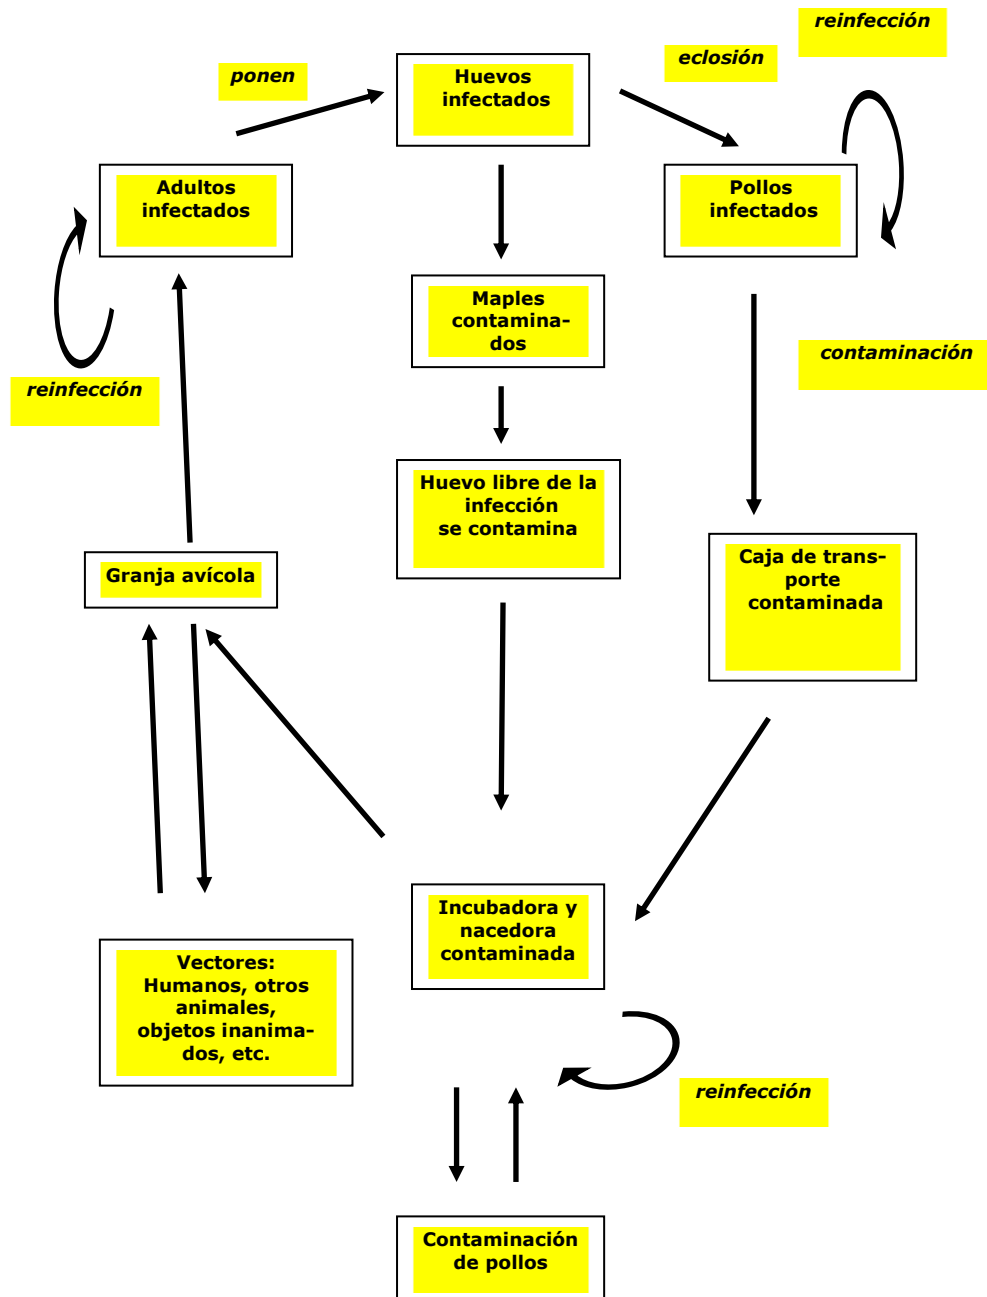 reinfección
eclosión
ponen
Huevos
infectados
Adultos
infectados
Pollos
infectados
Maples
contamina-
dos
contaminación
reinfección
Huevo libre de la
infección
se contamina
Granja avícola
Caja de trans-
porte
contaminada
Incubadora y
nacedora
contaminada
Vectores:
Humanos, otros
animales,
objetos inanima-
dos, etc.
reinfección
Contaminación
de pollos